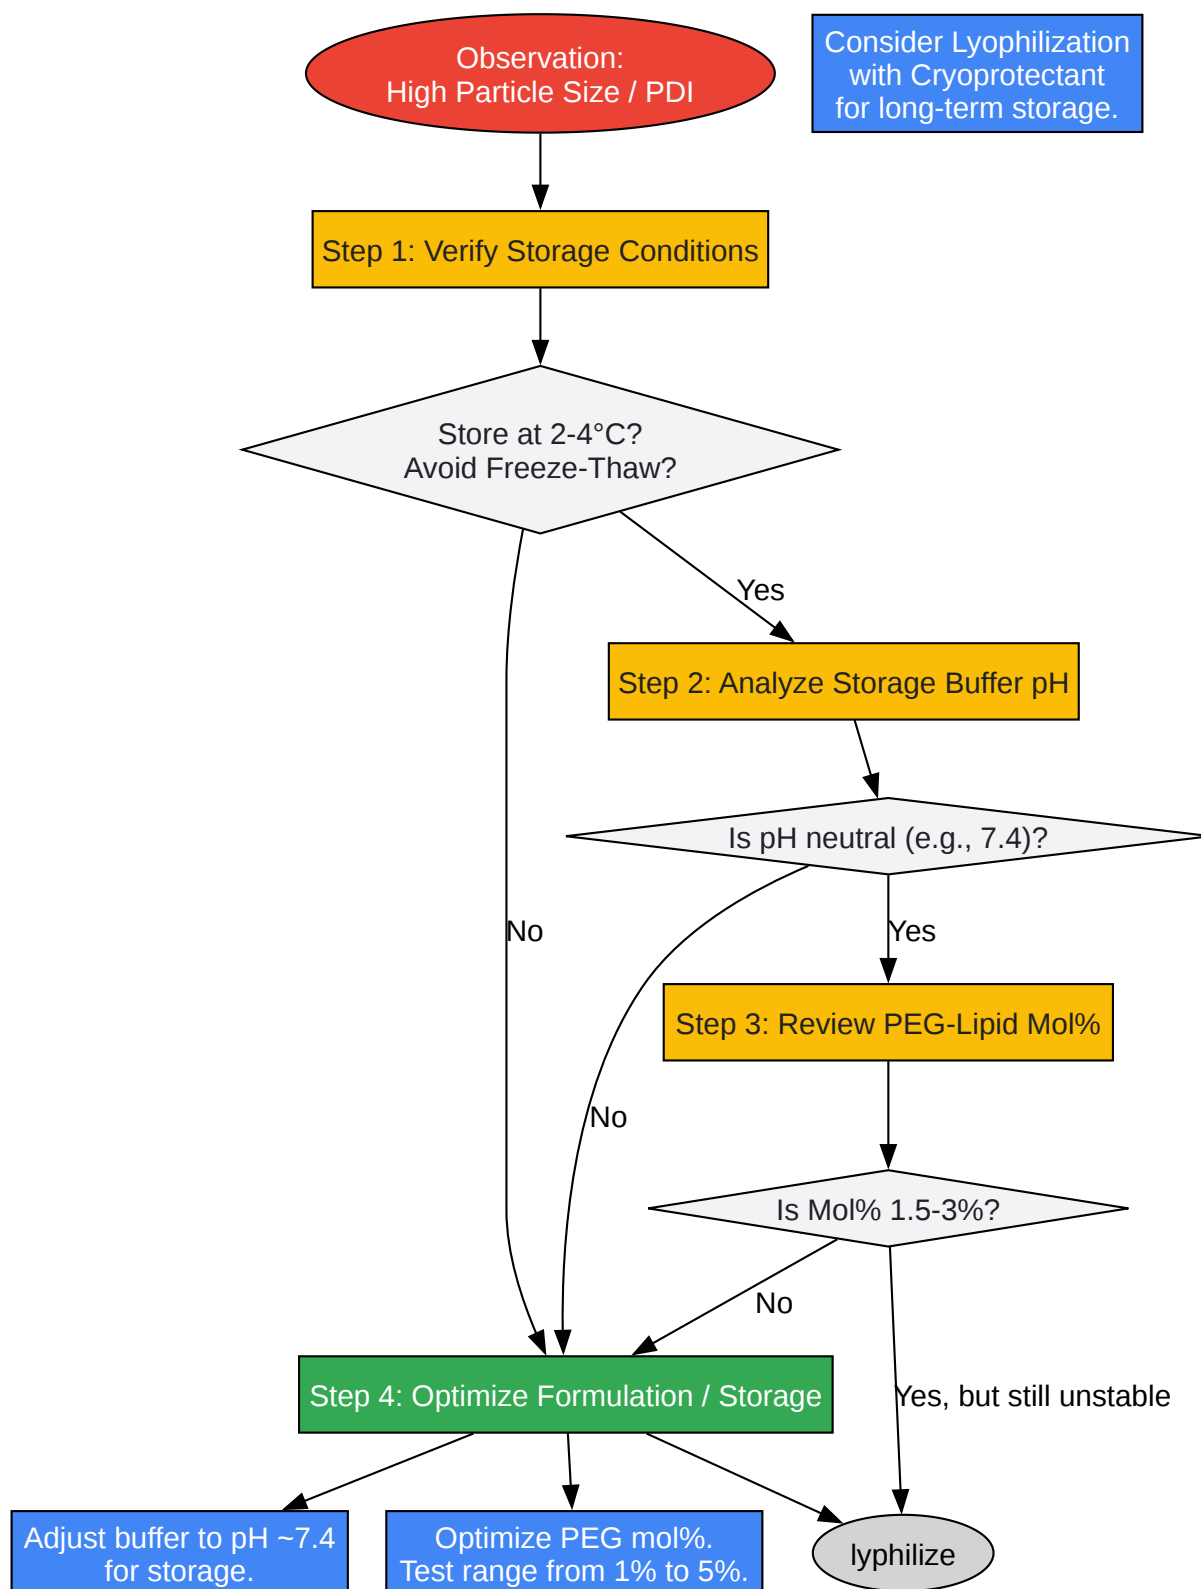 Observation:
High Particle Size / PDI
Consider Lyophilization
with Cryoprotectant
for long-term storage.
Step 1: Verify Storage Conditions
Store at 2-4°C?
Avoid Freeze-Thaw?
Yes
Step 2: Analyze Storage Buffer pH
Is pH neutral (e.g., 7.4)?
No
Yes
Step 3: Review PEG-Lipid Mol%
No
Is Mol% 1.5-3%?
No
Step 4: Optimize Formulation / Storage
Yes, but still unstable
Adjust buffer to pH ~7.4
for storage.
Optimize PEG mol%.
Test range from 1% to 5%.
lyphilize